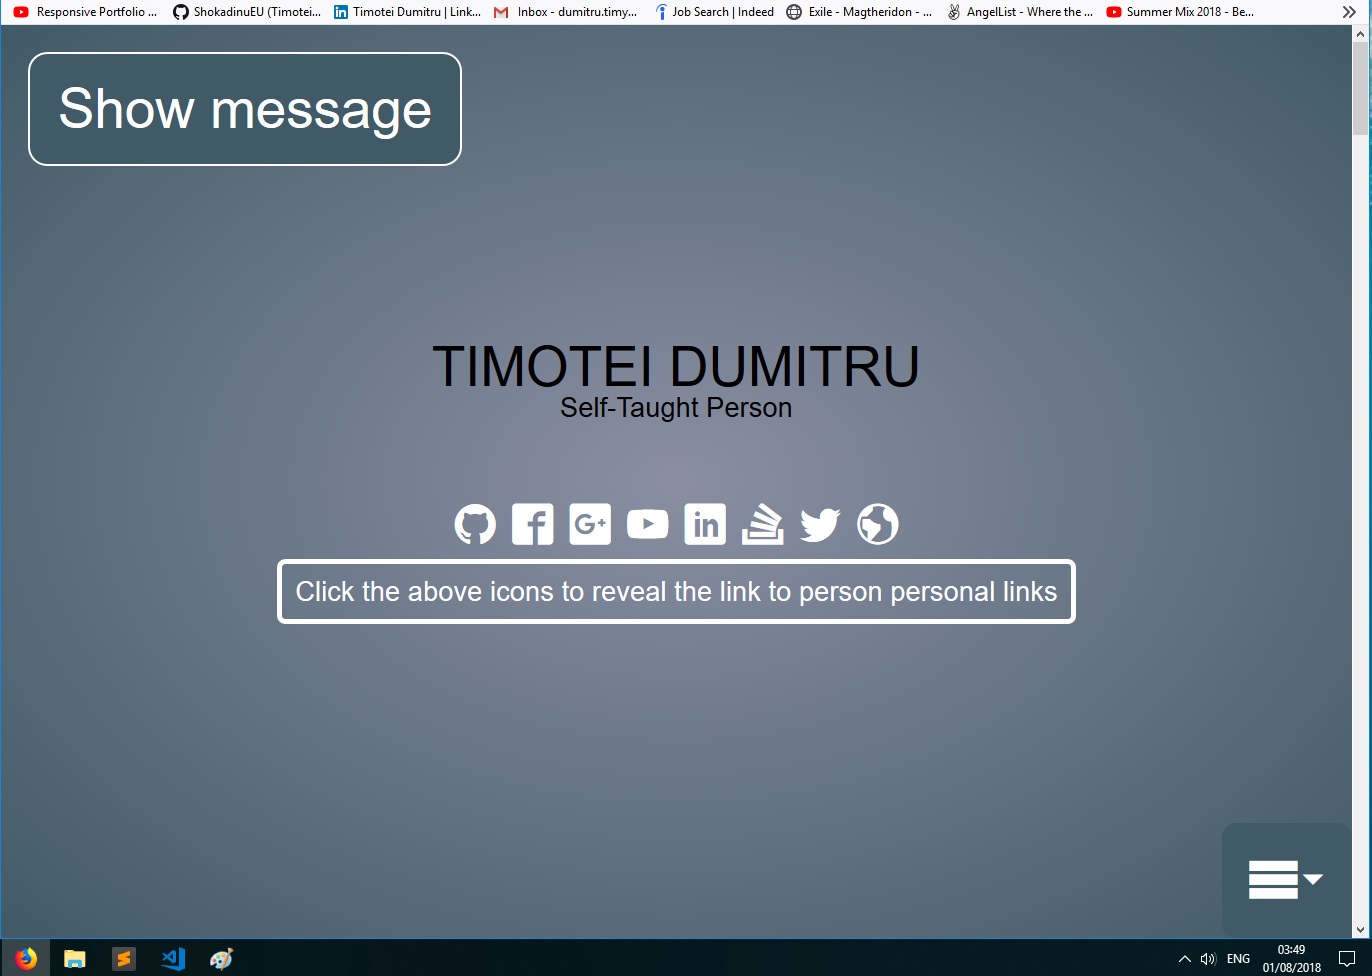 Responsive Portfolio ... ShokadinuEU (Timotei... Timotei Dumitru | Link... Inbox - dumitru.timy... Job Search | Indeed Exile - Magtheridon - ... AngelList - Where the ... Summer Mix 2018 - Be...
Show message
TIMOTEI DUMITRU
Self-Taught Person
Click the above icons to reveal the link to person personal links
ENG
03:49
01/08/2018